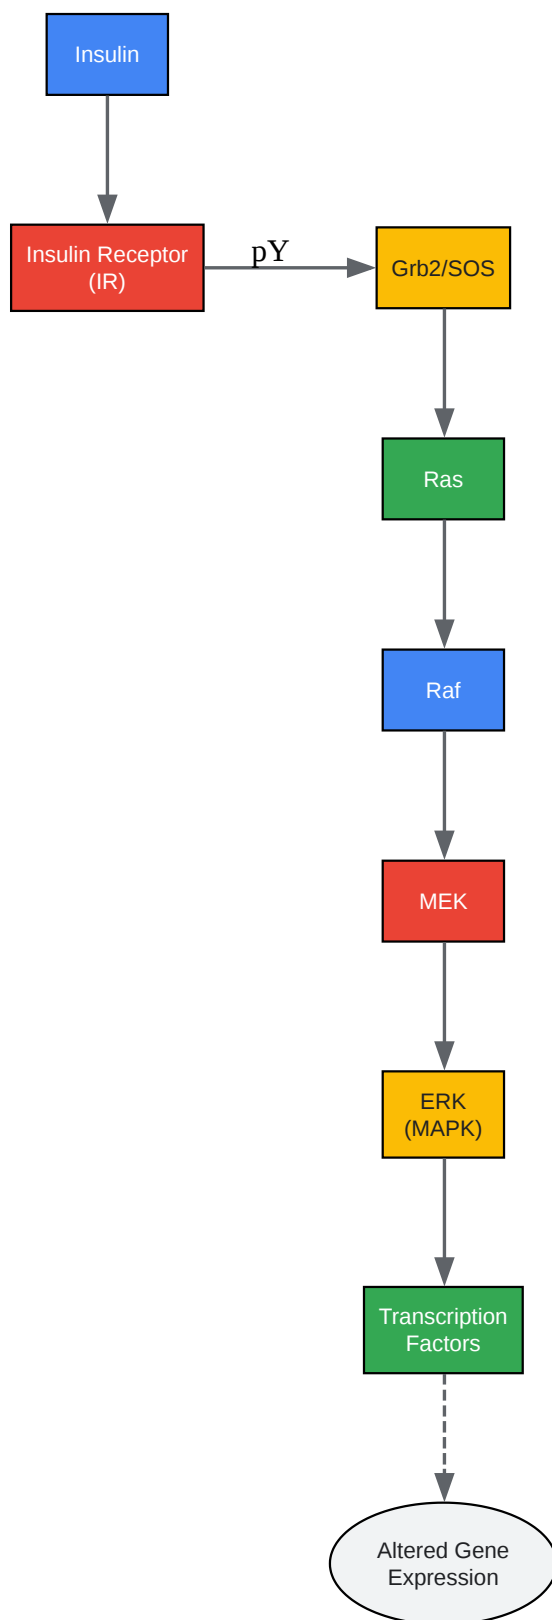 Insulin
Insulin Receptor
(IR)
pY
Grb2/SOS
Ras
Raf
MEK
ERK
(MAPK)
Transcription
Factors
Altered Gene
Expression